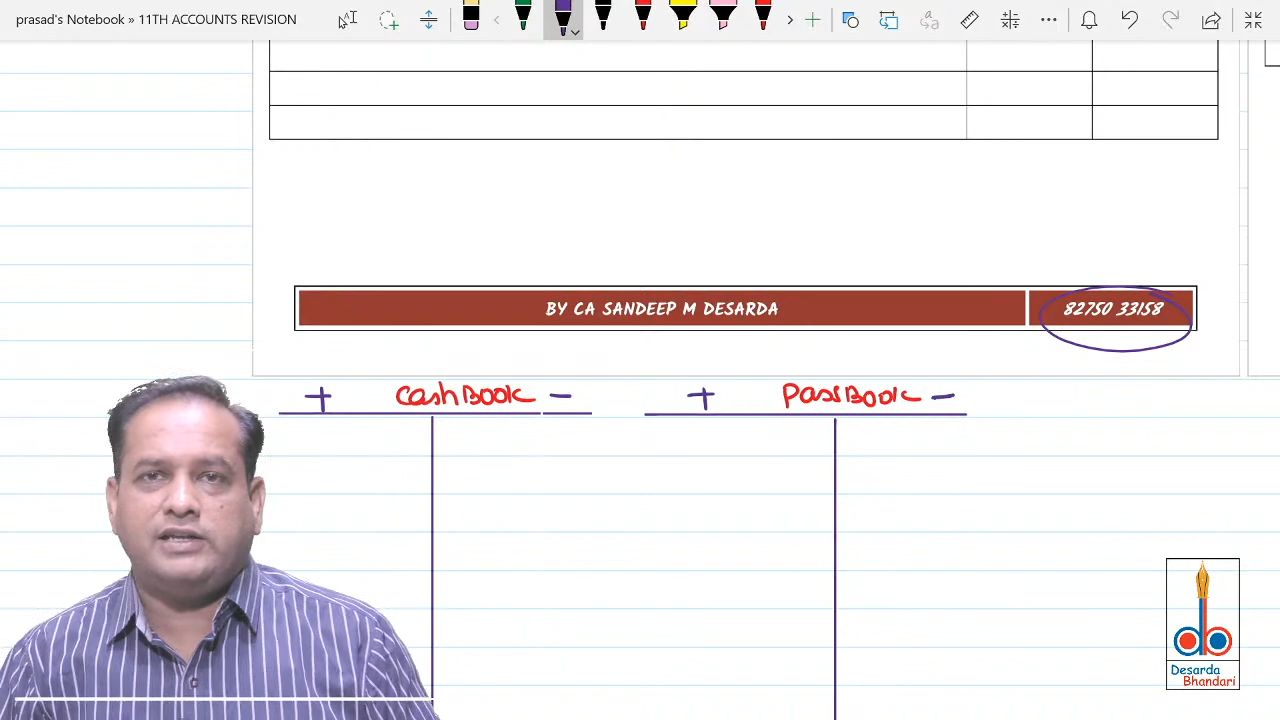 prasad's Notebook » 11TH ACCOUNTS REVISION
BY CA SANDEEP M DESARDA
82750 33158
+ CashBook -
+ PassBook -
Desarda
Bhandari